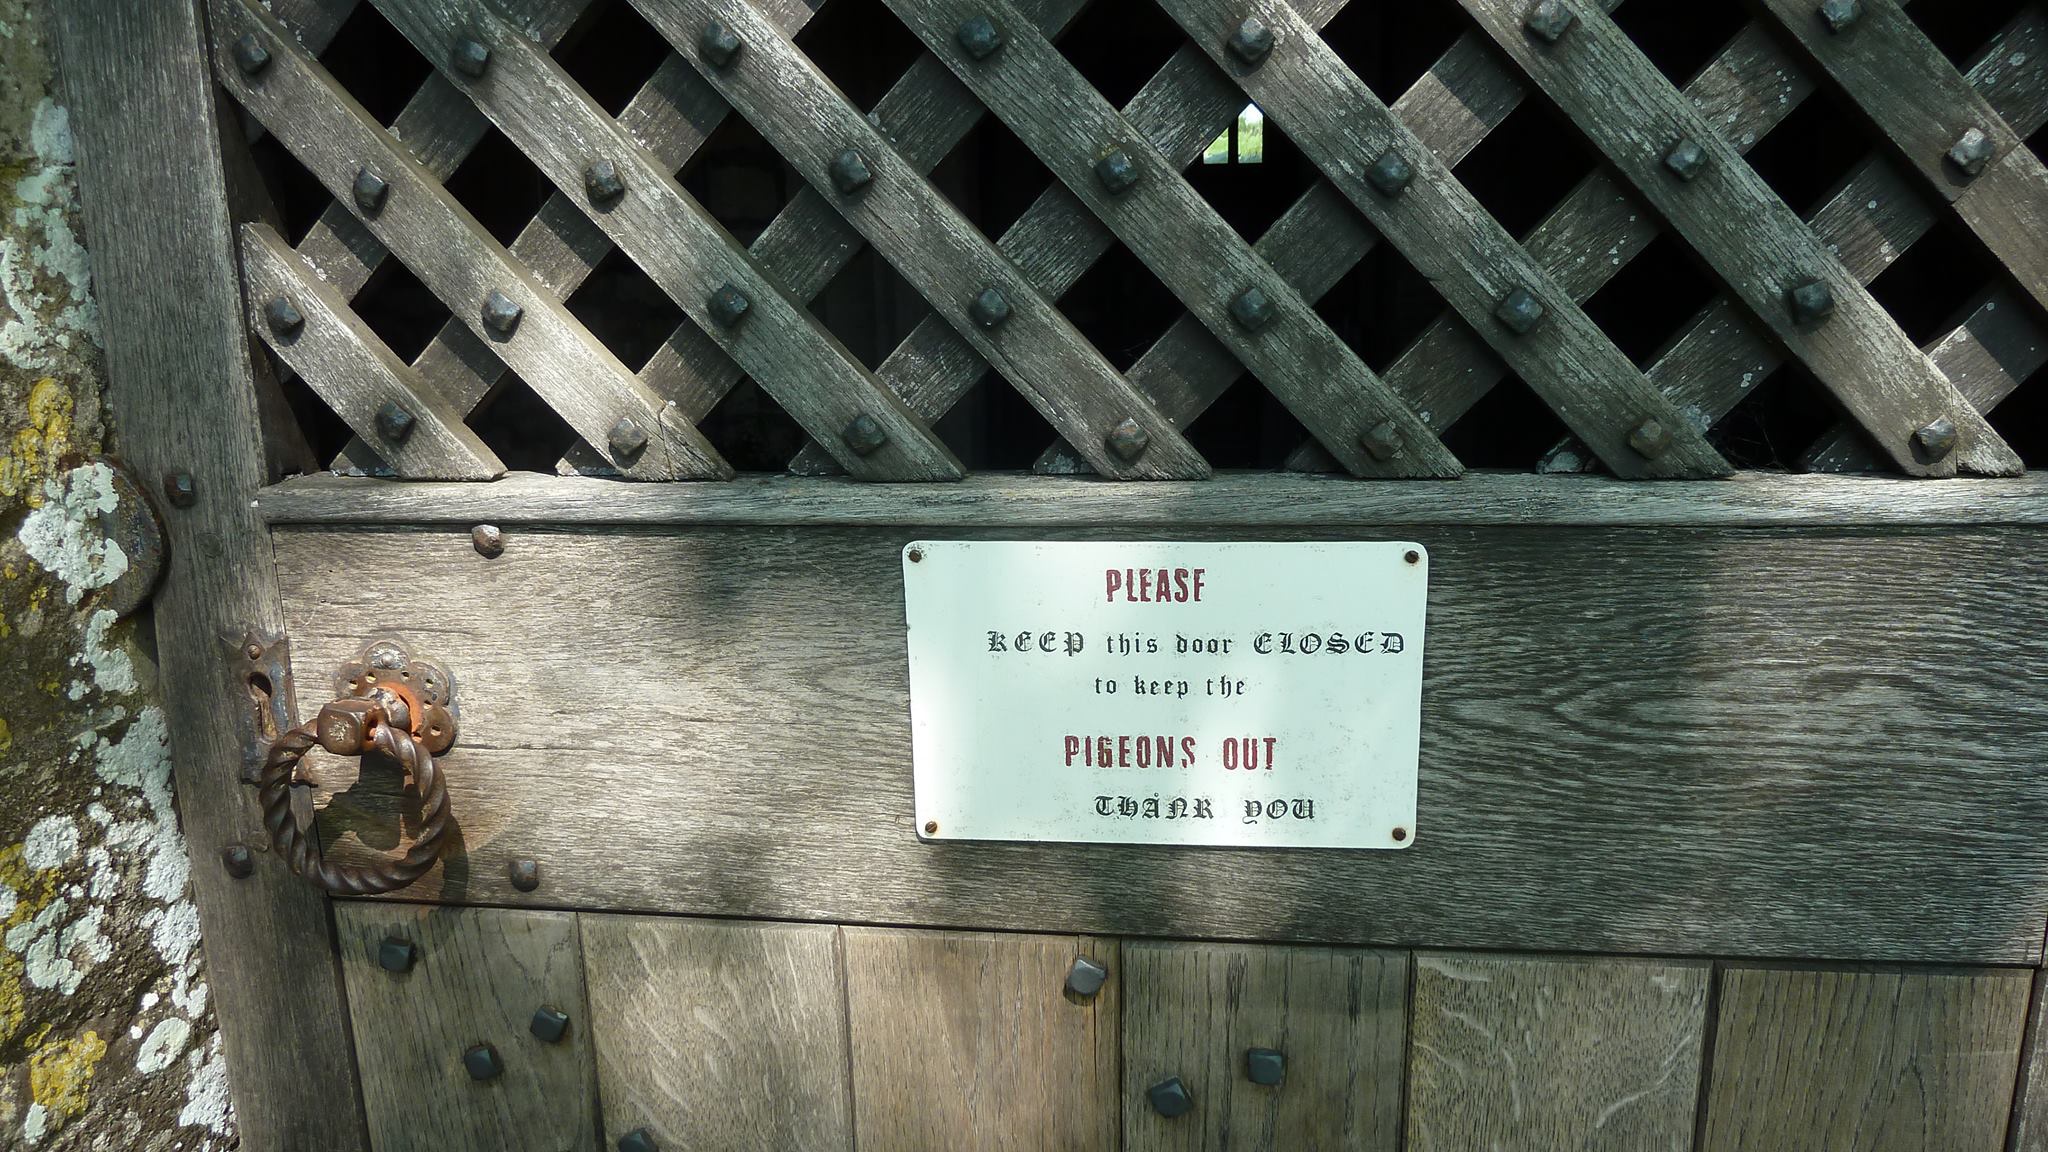 PLEASE
KEEP this door CLOSED
to keep the
PIGEONS OUT
THANK YOU